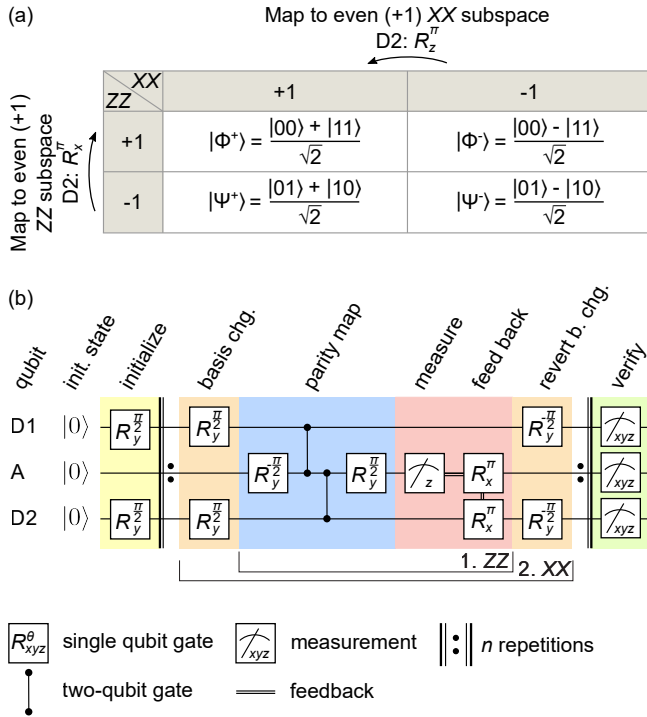 (a)
Map to even (+1) XX subspace
D2: R_z^π
Map to even (+1)
ZZ subspace
D2: R_x^π
XX
ZZ
+1 -1
+1 |Φ⁺⟩ = (|00⟩ + |11⟩)/√2 |Φ⁻⟩ = (|00⟩ - |11⟩)/√2
-1 |Ψ⁺⟩ = (|01⟩ + |10⟩)/√2 |Ψ⁻⟩ = (|01⟩ - |10⟩)/√2
(b)
qubit init. state initialize basis chg. parity map measure feed back revert b. chg. verify
D1 |0⟩ R_y^{π/2} R_y^{π/2} R_y^{-π/2} xyz
A |0⟩ R_y^{-π/2} R_y^{π/2} z R_x^π xyz
D2 |0⟩ R_y^{π/2} R_y^{π/2} R_x^π R_y^{-π/2} xyz
1. ZZ 2. XX
R_{xyz}^θ single qubit gate xyz measurement n repetitions
two-qubit gate feedback